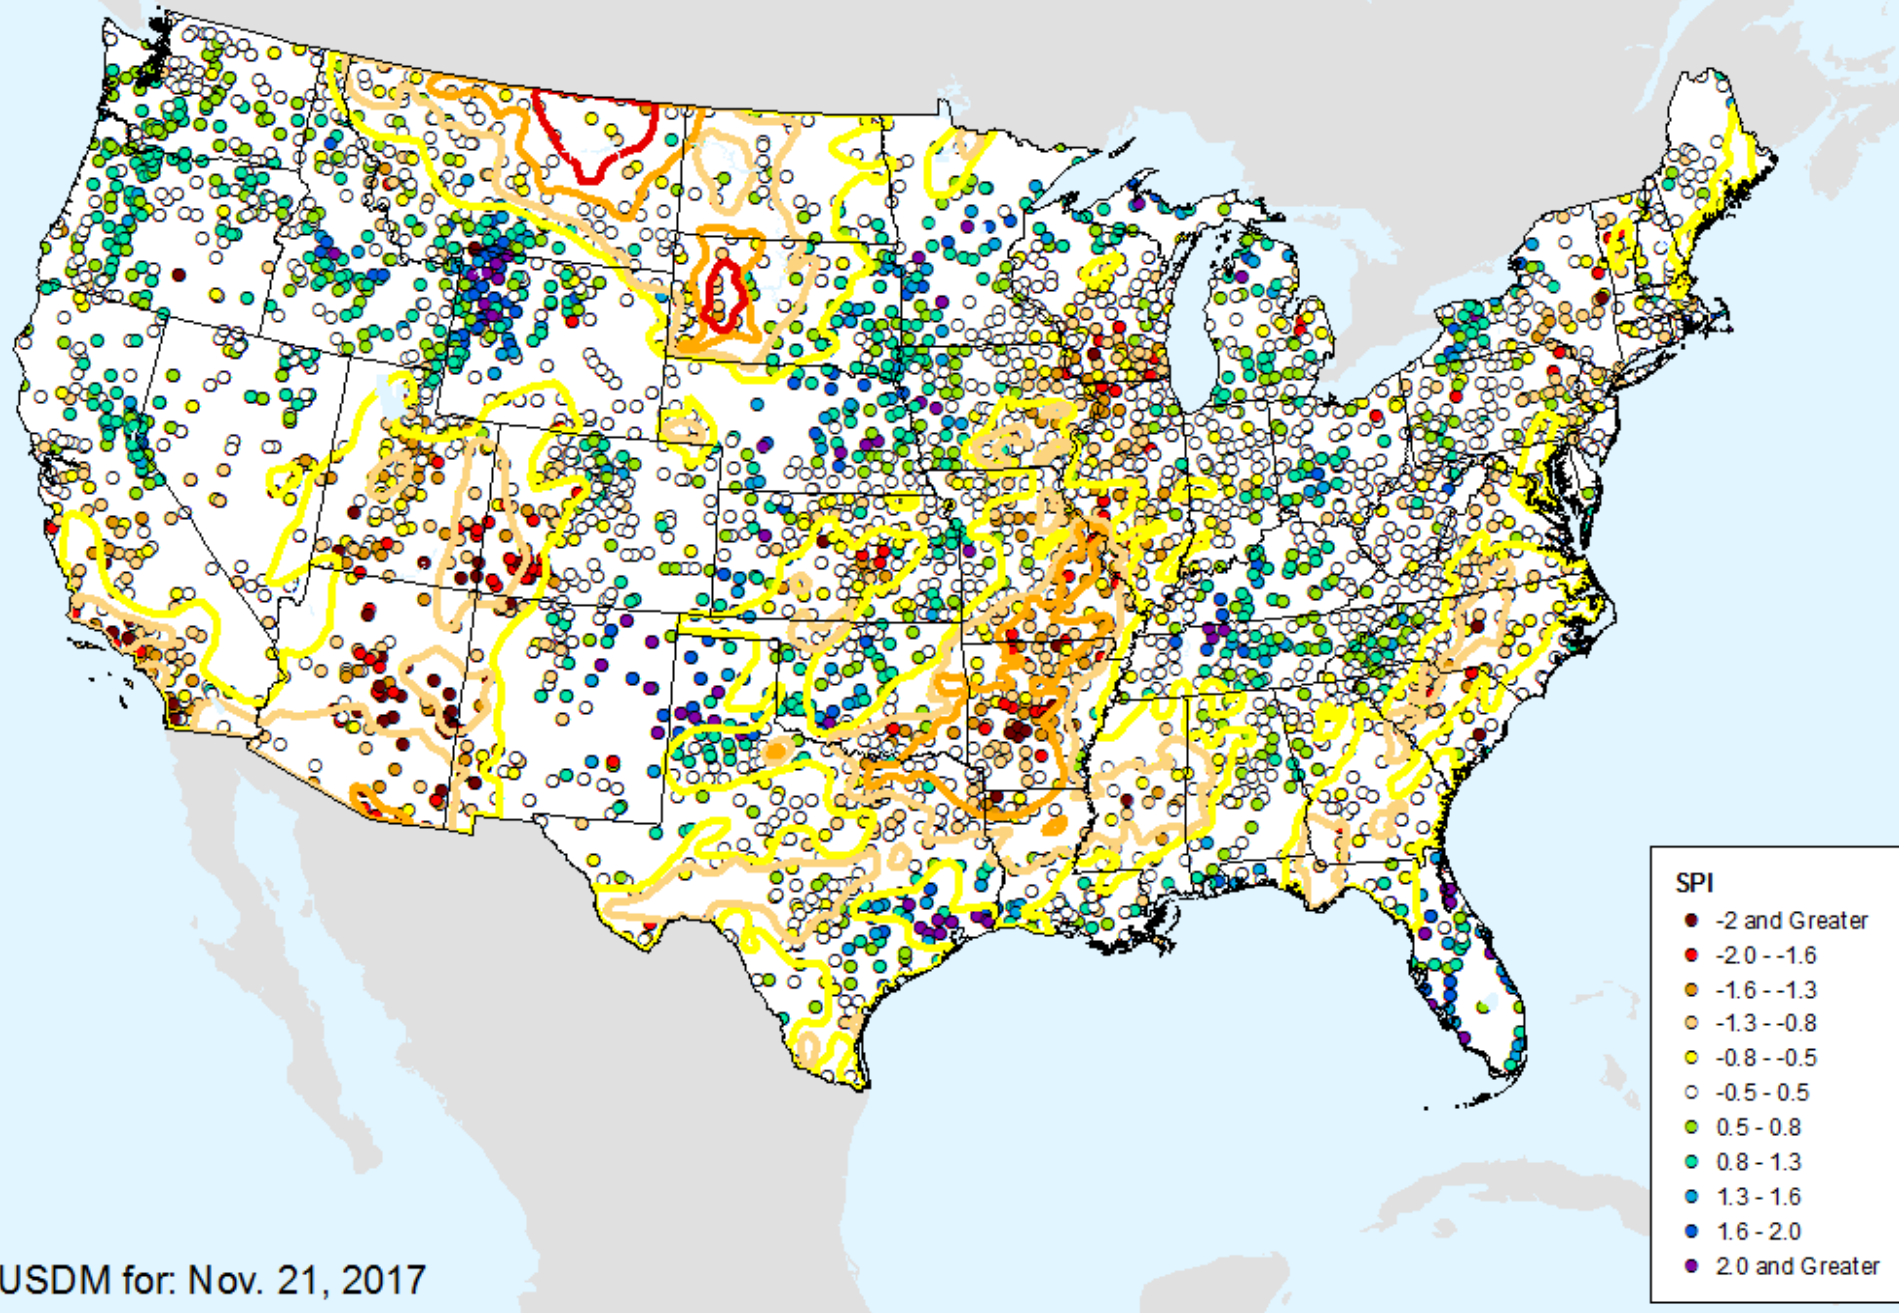 SPI
-2 and Greater
-2.0 - -1.6
-1.6 - -1.3
-1.3 - -0.8
-0.8 - -0.5
-0.5 - 0.5
0.5 - 0.8
0.8 - 1.3
1.3 - 1.6
1.6 - 2.0
2.0 and Greater
USDM for: Nov. 21, 2017